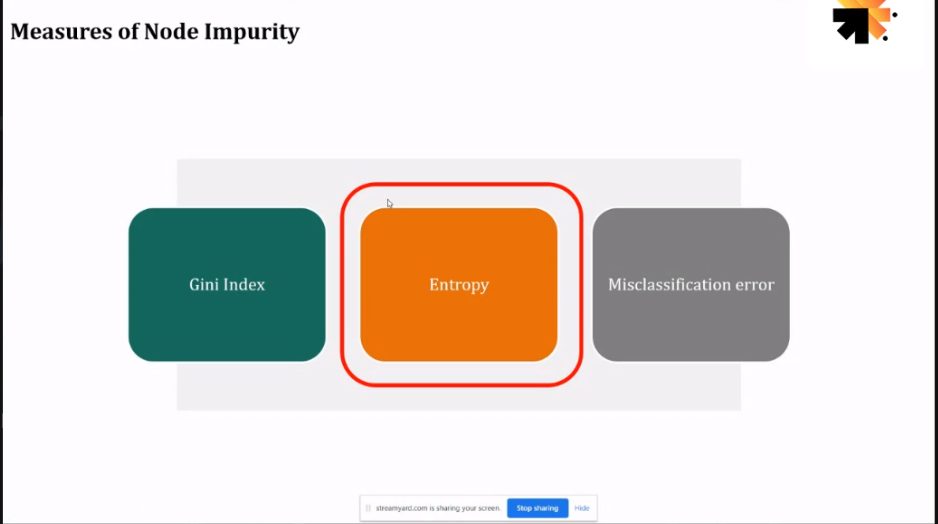 Measures of Node Impurity
Gini Index
Entropy
Misclassification error
streamyard.com is sharing your screen.
Stop sharing
Hide